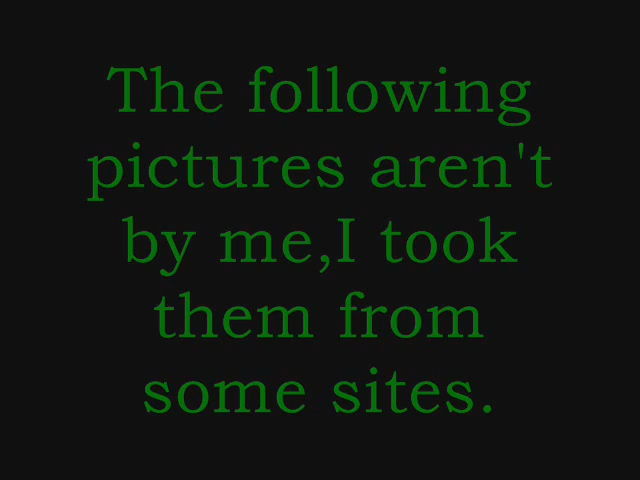 The following
pictures aren't
by me,I took
them from
some sites.